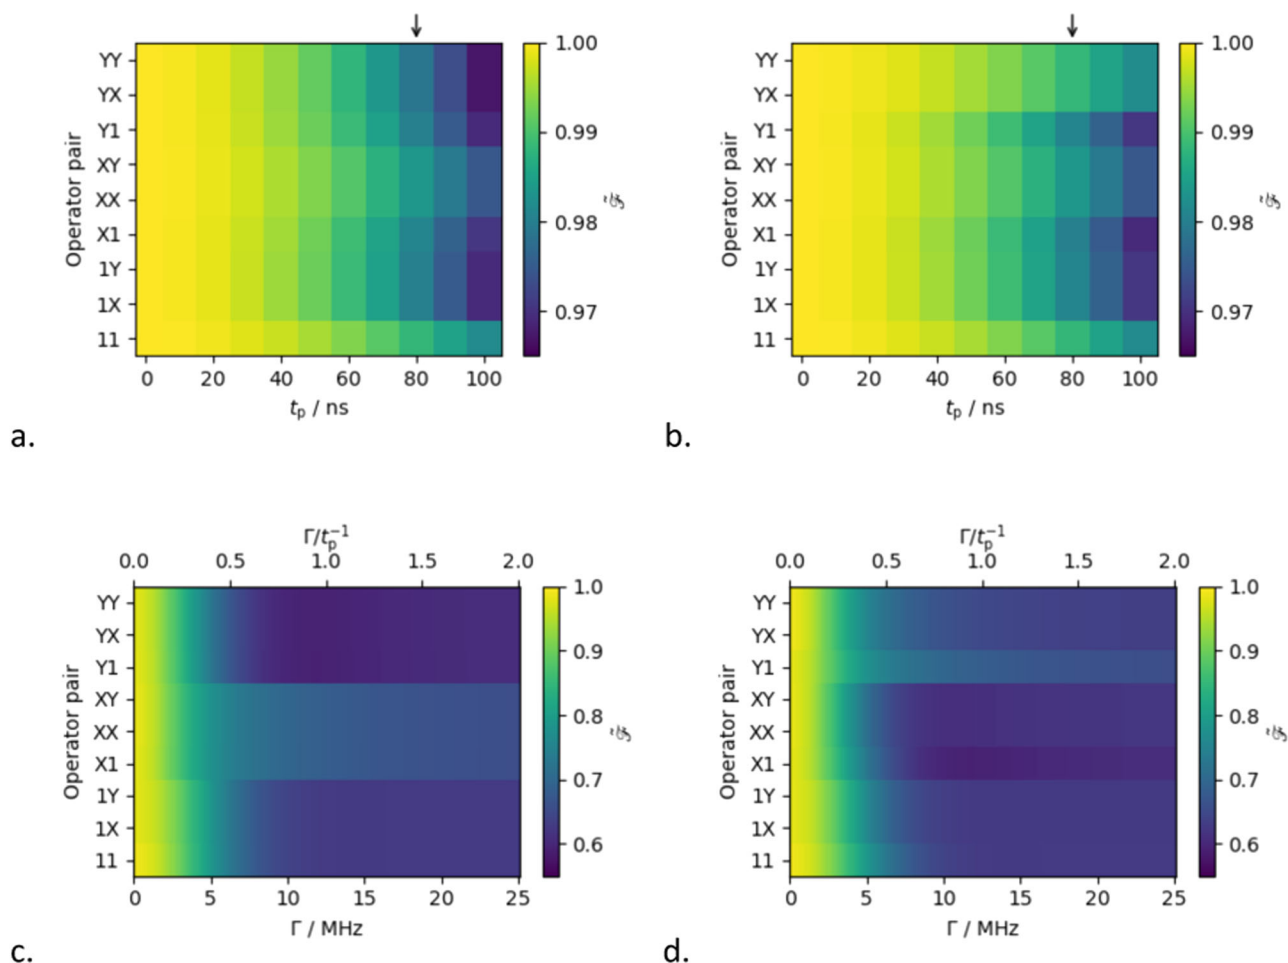 YY
YX
Y1
XY
XX
X1
1Y
1X
11
Operator pair
0 20 40 60 80 100
tp / ns
1.00
0.99
0.98
0.97
ℱ̃
a.
YY
YX
Y1
XY
XX
X1
1Y
1X
11
Operator pair
0 20 40 60 80 100
tp / ns
1.00
0.99
0.98
0.97
ℱ̃
b.
Γ/tp⁻¹
0.0 0.5 1.0 1.5 2.0
YY
YX
Y1
XY
XX
X1
1Y
1X
11
Operator pair
0 5 10 15 20 25
Γ / MHz
1.0
0.9
0.8
0.7
0.6
ℱ̃
c.
Γ/tp⁻¹
0.0 0.5 1.0 1.5 2.0
YY
YX
Y1
XY
XX
X1
1Y
1X
11
Operator pair
0 5 10 15 20 25
Γ / MHz
1.0
0.9
0.8
0.7
0.6
ℱ̃
d.